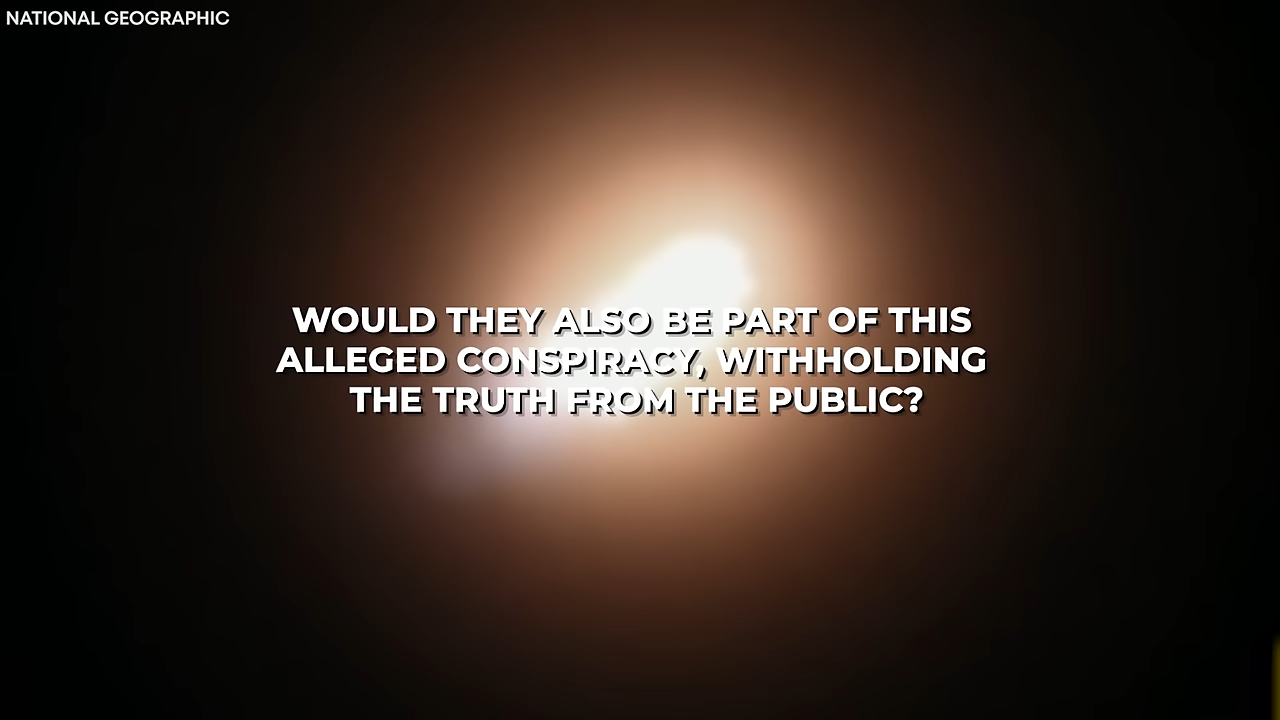 NATIONAL GEOGRAPHIC
WOULD THEY ALSO BE PART OF THIS
ALLEGED CONSPIRACY, WITHHOLDING
THE TRUTH FROM THE PUBLIC?